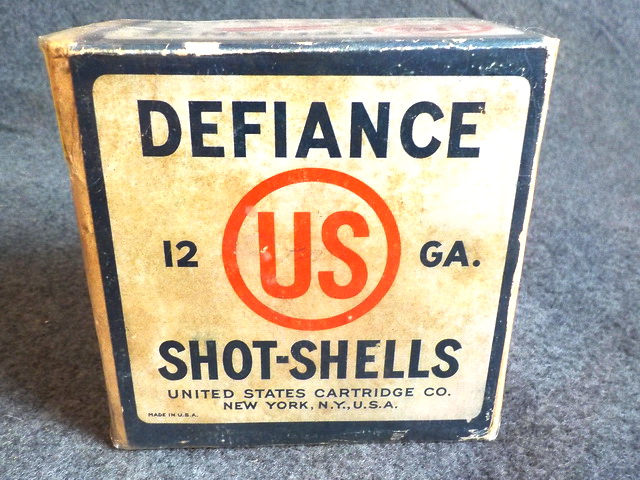 DEFIANCE
12 US GA.
SHOT-SHELLS
UNITED STATES CARTRIDGE CO.
NEW YORK, N.Y., U.S.A.
MADE IN U.S.A.